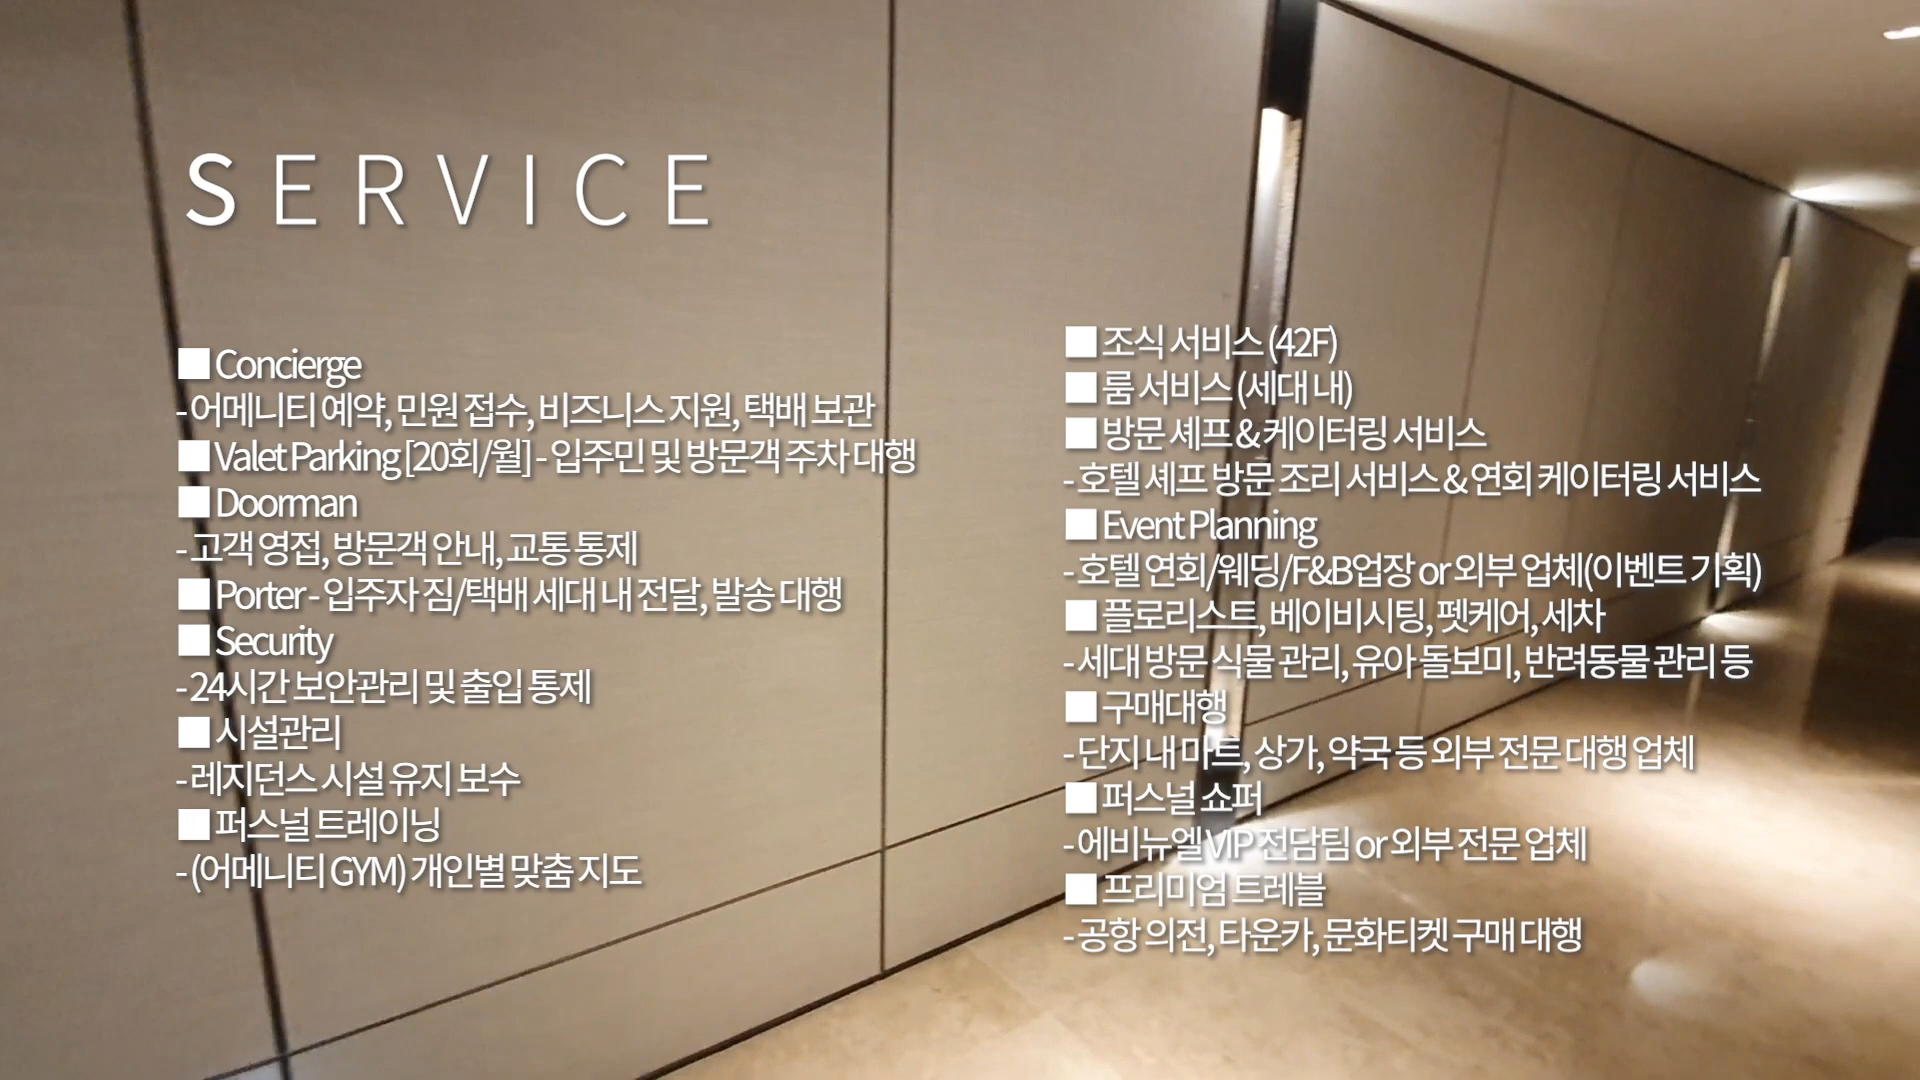 SERVICE
■ Concierge
- 어메니티 예약, 민원 접수, 비즈니스 지원, 택배 보관
■ Valet Parking [20회/월] - 입주민 및 방문객 주차 대행
■ Doorman
- 고객 영접, 방문객 안내, 교통 통제
■ Porter - 입주자 짐/택배 세대 내 전달, 발송 대행
■ Security
- 24시간 보안관리 및 출입 통제
■ 시설관리
- 레지던스 시설 유지 보수
■ 퍼스널 트레이닝
- (어메니티 GYM) 개인별 맞춤 지도
■ 조식 서비스 (42F)
■ 룸 서비스 (세대 내)
■ 방문 셰프 & 케이터링 서비스
- 호텔 셰프 방문 조리 서비스 & 연회 케이터링 서비스
■ Event Planning
- 호텔 연회/웨딩/F&B업장 or 외부 업체(이벤트 기획)
■ 플로리스트, 베이비시팅, 펫케어, 세차
- 세대 방문 식물 관리, 유아 돌보미, 반려동물 관리 등
■ 구매대행
- 단지 내 마트, 상가, 약국 등 외부 전문 대행 업체
■ 퍼스널 쇼퍼
- 에비뉴엘 VIP 전담팀 or 외부 전문 업체
■ 프리미엄 트레블
- 공항 의전, 타운카, 문화티켓 구매 대행